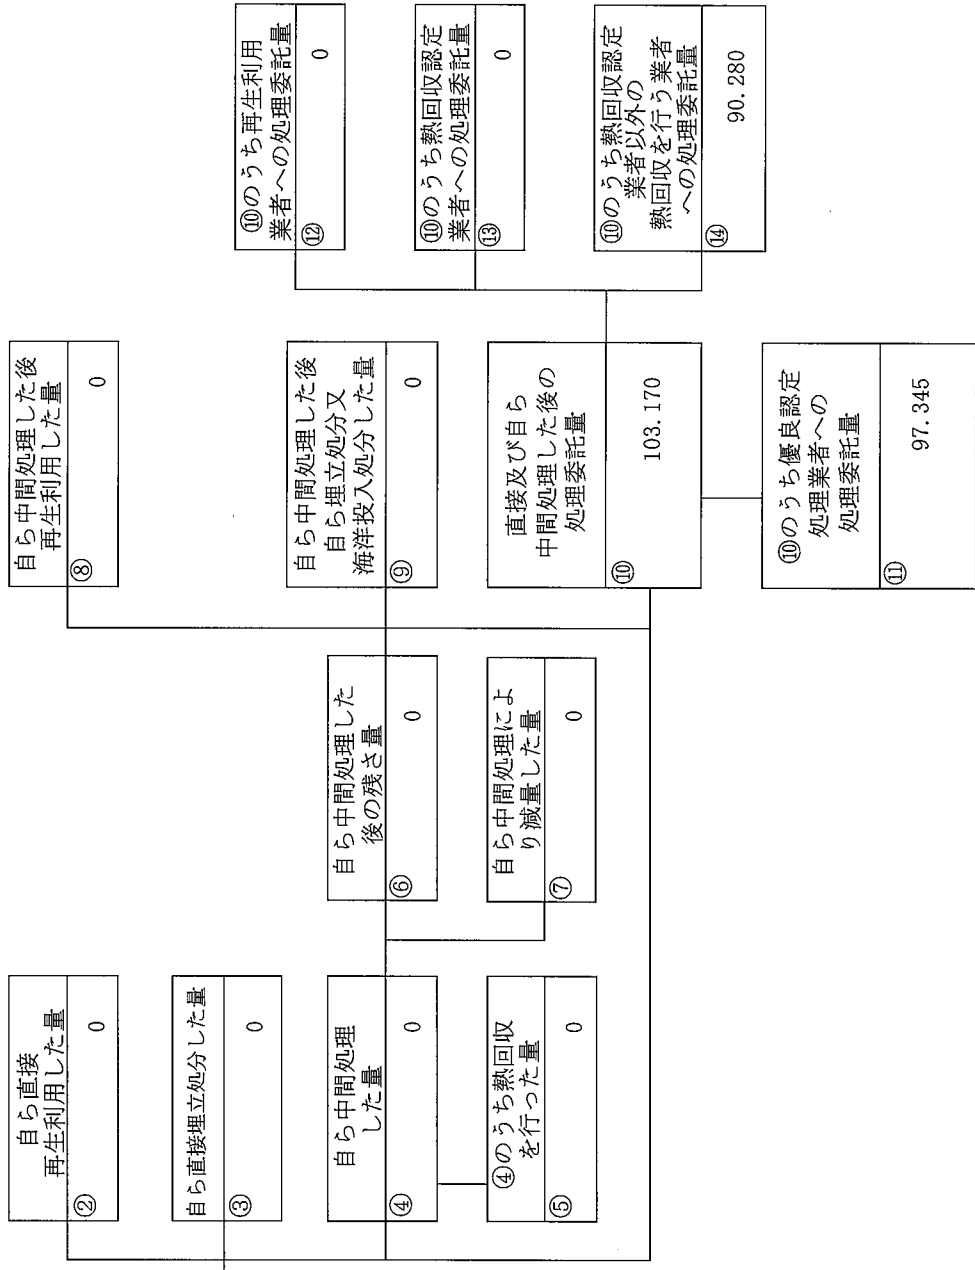 自ら直接
再生利用した量
②
0
自ら直接埋立処分した量
③
0
自ら中間処理
した量
④
0
④のうち熱回収
を行った量
⑤
0
自ら中間処理した
後の残さ量
⑥
0
自ら中間処理によ
り減量した量
⑦
0
自ら中間処理した後
再生利用した量
⑧
0
自ら中間処理した後
自ら埋立処分又
海洋投入処分した量
⑨
0
直接及び自ら
中間処理した後の
処理委託量
⑩
103.170
⑩のうち優良認定
処理業者への
処理委託量
⑪
97.345
⑩のうち再生利用
業者への処理委託量
⑫
0
⑩のうち熱回収認定
業者への処理委託量
⑬
0
⑩のうち熱回収認定
業者以外の
熱回収を行う業者
への処理委託量
⑭
90.280